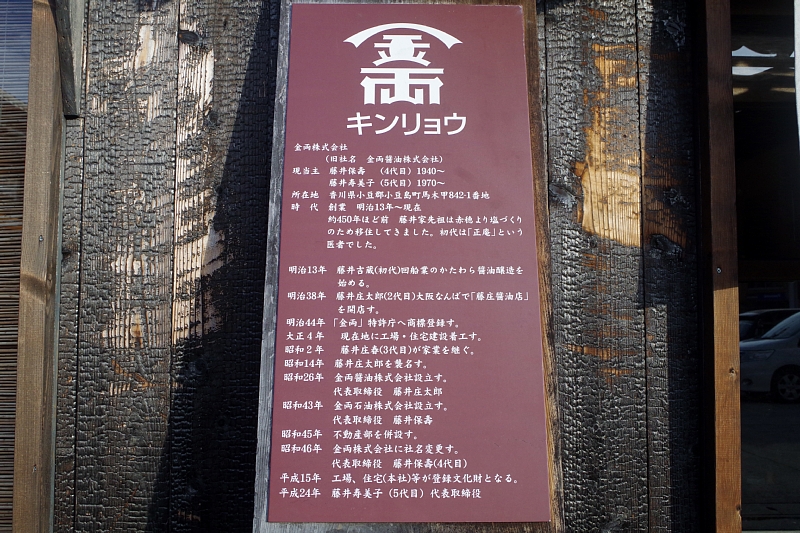 金両
キンリョウ
金両株式会社
(旧社名 金両醤油株式会社)
現当主 藤井保壽 (4代目) 1940〜
藤井寿美子 (5代目) 1970〜
所在地 香川県小豆郡小豆島町馬木甲842-1番地
時代 創業 明治13年〜現在
約450年ほど前 藤井家先祖は赤穂より塩づくり
のため移住してきました。初代は「正庵」という
医者でした。
明治13年 藤井吉蔵(初代)回船業のかたわら醤油醸造を
始める。
明治38年 藤井庄太郎(2代目)大阪なんばで「藤庄醤油店」
を開店す。
明治44年 「金両」特許庁へ商標登録す。
大正4年 現在地に工場・住宅建設着工す。
昭和2年 藤井庄春(3代目)が家業を継ぐ。
昭和14年 藤井庄太郎を襲名す。
昭和26年 金両醤油株式会社設立す。
代表取締役 藤井庄太郎
昭和43年 金両石油株式会社設立す。
代表取締役 藤井保壽
昭和45年 不動産部を併設す。
昭和46年 金両株式会社に社名変更す。
代表取締役 藤井保壽(4代目)
平成15年 工場、住宅(本社)等が登録文化財となる。
平成24年 藤井寿美子(5代目)代表取締役